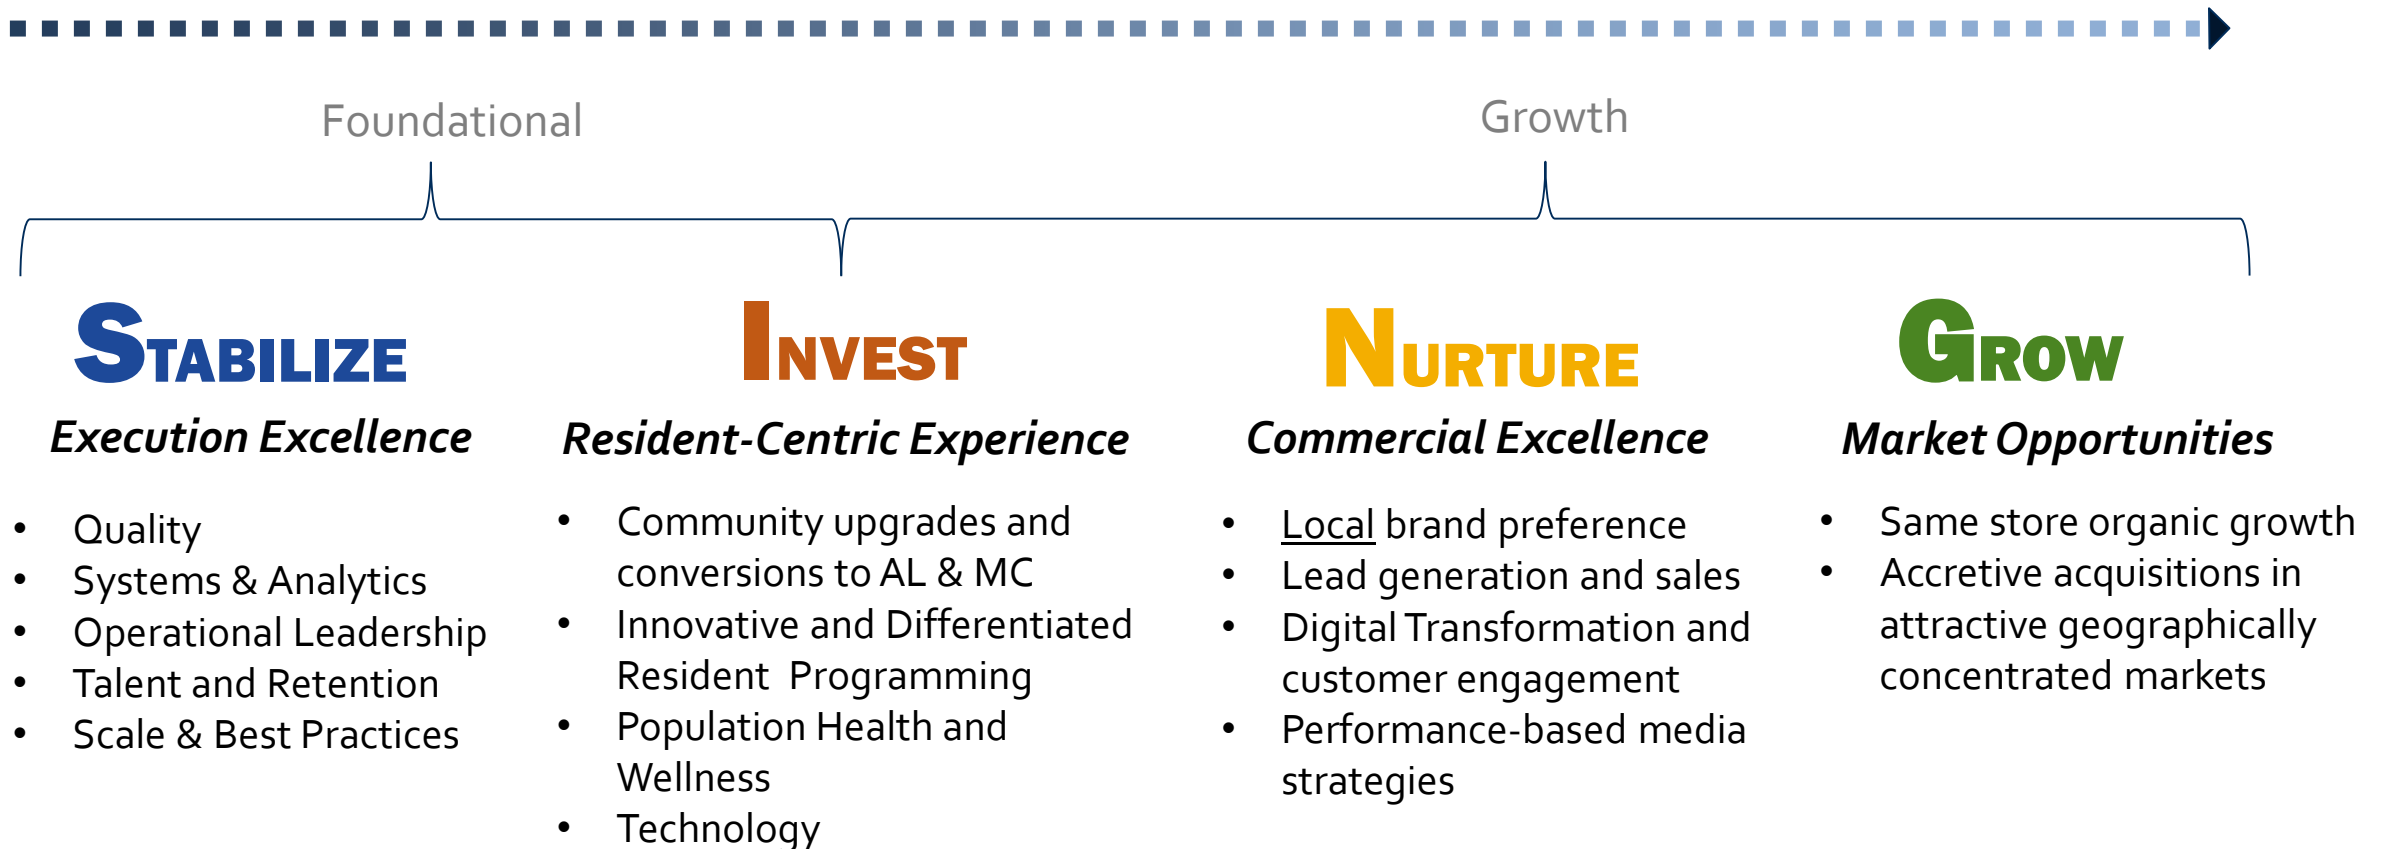 Foundational
Growth
STABILIZE
Execution Excellence
• Quality
• Systems & Analytics
• Operational Leadership
• Talent and Retention
• Scale & Best Practices
INVEST
Resident-Centric Experience
• Community upgrades and
conversions to AL & MC
• Innovative and Differentiated
Resident Programming
• Population Health and
Wellness
• Technology
NURTURE
Commercial Excellence
• Local brand preference
• Lead generation and sales
• Digital Transformation and
customer engagement
• Performance-based media
strategies
GROW
Market Opportunities
• Same store organic growth
• Accretive acquisitions in
attractive geographically
concentrated markets